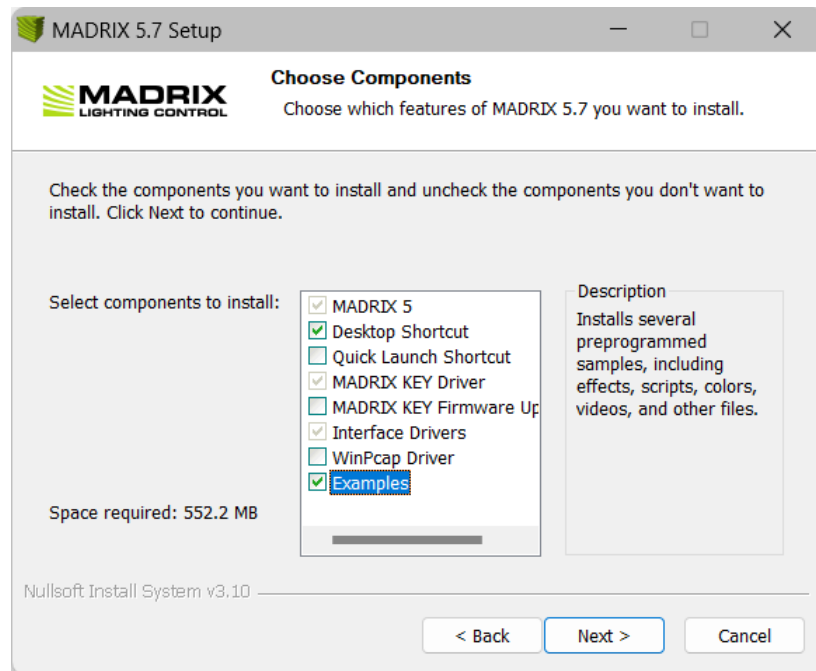 MADRIX 5.7 Setup
MADRIX
LIGHTING CONTROL
Choose Components
Choose which features of MADRIX 5.7 you want to install.
Check the components you want to install and uncheck the components you don't want to
install. Click Next to continue.
Select components to install:
MADRIX 5
Desktop Shortcut
Quick Launch Shortcut
MADRIX KEY Driver
MADRIX KEY Firmware Up
Interface Drivers
WinPcap Driver
Examples
Description
Installs several
preprogrammed
samples, including
effects, scripts, colors,
videos, and other files.
Space required: 552.2 MB
Nullsoft Install System v3.10
< Back
Next >
Cancel